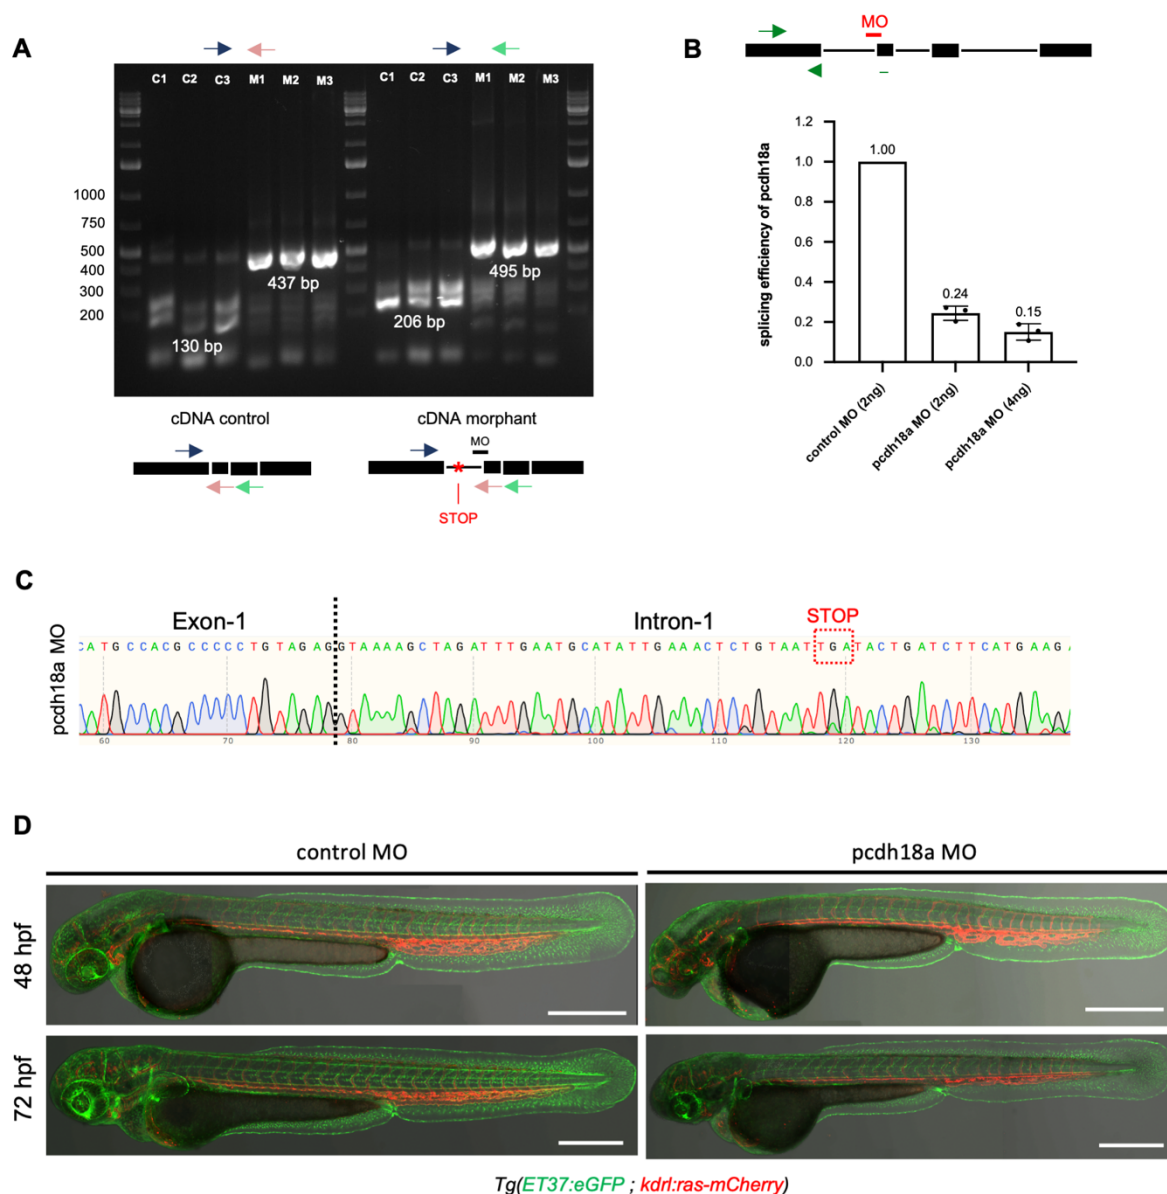 A
C1 C2 C3 M1 M2 M3 C1 C2 C3 M1 M2 M3
1000
750
500
400
300
200
437 bp
130 bp
495 bp
206 bp
cDNA control
cDNA morphant
MO
STOP
B
MO
splicing efficiency of pcdh18a
1.2
1.0
0.8
0.6
0.4
0.2
0.0
1.00
0.24
0.15
control MO (2ng)
pcdh18a MO (2ng)
pcdh18a MO (4ng)
C
Exon-1
Intron-1
STOP
pcdh18a MO
CATGCCACGCCCCCTGTAGAGGTAAAAGCTAGATTTGAATGCATATTGAAACTCTGTAATTGATACTGATCTTCATGAAGA
60 70 80 90 100 110 120 130
D
control MO
pcdh18a MO
48 hpf
72 hpf
Tg(ET37:eGFP ; kdrl:ras-mCherry)